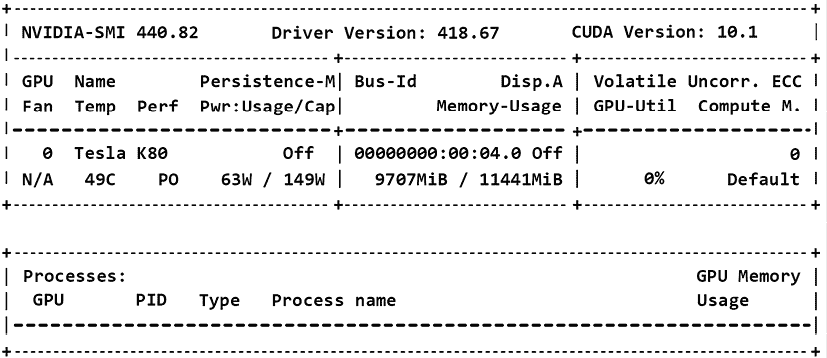 NVIDIA-SMI 440.82 Driver Version: 418.67 CUDA Version: 10.1
GPU Name Persistence-M| Bus-Id Disp.A | Volatile Uncorr. ECC
Fan Temp Perf Pwr:Usage/Cap| Memory-Usage | GPU-Util Compute M.
0 Tesla K80 Off | 00000000:00:04.0 Off | 0
N/A 49C P0 63W / 149W | 9707MiB / 11441MiB | 0% Default
Processes: GPU Memory
GPU PID Type Process name Usage